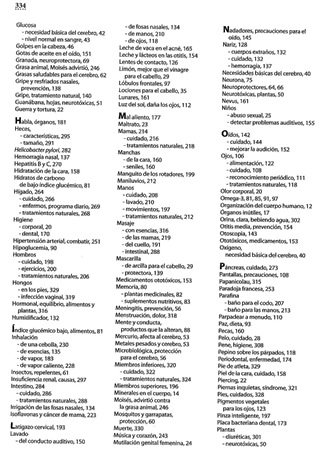 334
Glucosa
- necesidad básica del cerebro, 42
- nivel normal en sangre, 43
Golpes en la cabeza, 46
Gotas de aceite en el oído, 151
Granada, neuroprotectora, 69
Grasa animal, Moisés advirtió, 246
Grasas saludables para el cerebro, 62
Gripe y resfriados nasales,
prevención, 138
Gripe, tratamiento natural, 140
Guanábana, hojas, neurotóxicas, 51
Guerra y tortura, 22
Habla, órganos, 181
Heces,
- características, 295
- tamaño, 291
Helicobacter pylori, 282
Hemorragia nasal, 137
Hepatitis B y C, 270
Hidratación de la cara, 158
Hidratos de carbono
de bajo índice glucémico, 81
Hígado, 264
- cuidado, 266
- enfermos, programa diario, 269
- tratamientos naturales, 268
Higiene
- corporal, 20
- dental, 170
Hipertensión arterial, combatir, 251
Hipoglucemia, 90
Hombros
- cuidado, 198
- ejercicios, 200
- tratamientos naturales, 206
Hongos
- en los pies, 329
- infección vaginal, 319
Hormonal, equilibrio, alimentos y
plantas, 316
Humidificador, 132
Índice glucémico bajo, alimentos, 81
Inhalación
- de una cebolla, 230
- de esencias, 135
- de vapor, 183
- de vapor caliente, 228
Insectos, repelentes, 61
Insuficiencia renal, causas, 297
Intestino, 284
- cuidado, 286
- tratamientos naturales, 288
Irrigación de las fosas nasales, 134
Isoflavonas y cáncer de mama, 223
Latigazo cervical, 193
Lavado
- del conducto auditivo, 150
- de fosas nasales, 134
- de manos, 210
- de ojos, 118
Leche de vaca en el acné, 165
Leche y lácteos en la otitis, 154
Lentes de contacto, 126
Limón, mejor que el vinagre
para el cabello, 29
Lóbulos frontales, 97
Lociones para el cabello, 35
Lunares, 161
Luz del sol, daña los ojos, 112
Mal aliento, 177
Maltrato, 23
Mamas, 214
- cuidado, 216
- tratamientos naturales, 218
Manchas
- de la cara, 160
- seniles, 160
Manguito de los rotadores, 199
Maniluvios, 212
Manos
- cuidado, 208
- lavado, 210
- movimientos, 197
- tratamientos naturales, 212
Masaje
- con esencias, 316
- de las mamas, 219
- del cuello, 191
- intestinal, 288
Mascarilla
- de arcilla para el cabello, 29
- protectora, 139
Medicamentos ototóxicos, 153
Memoria, 80
- plantas medicinales, 82
- suplementos nutritivos, 83
Meningitis, prevención, 56
Menstruación, dolor, 318
Mente y conducta,
productos que la alteran, 86
Mercurio, afecta al cerebro, 53
Metales pesados y cerebro, 53
Microbiológica, protección
para el cerebro, 56
Miembros inferiores, 320
- cuidado, 322
- tratamientos naturales, 324
Miembros superiores, 196
Minerales en el cuerpo, 14
Moisés, advirtió contra
la grasa animal, 246
Mosquitos y garrapatas,
protección, 60
Muerte, 330
Música y corazón, 243
Mutilación genital femenina, 24
Nadadores, precauciones para el
oído, 145
Nariz, 128
- cuerpos extraños, 132
- cuidado, 132
- hemorragia, 137
Necesidades básicas del cerebro, 40
Neurona, 75
Neuroprotectores, 64, 66
Neurotóxicas, plantas, 50
Nevus, 161
Niños
- abuso sexual, 25
- detectar problemas auditivos, 155
Oídos, 142
- cuidado, 144
- mejorar la audición, 152
Ojos, 106
- alimentación, 122
- cuidado, 108
- reconocimiento periódico, 111
- tratamientos naturales, 118
Olor corporal, 20
Omega-3, 81, 85, 91, 97
Organización del cuerpo humano, 12
Órganos inútiles, 17
Orina, clara, bebiendo agua, 302
Otitis media, prevención, 154
Otoscopia, 143
Ototóxicos, medicamentos, 153
Oxígeno,
necesidad básica del cerebro, 40
Páncreas, cuidado, 273
Pantallas, precauciones, 108
Papanicolau, 315
Paradoja francesa, 253
Parafina
- baño para el codo, 207
- baño para las manos, 213
Parpadear a menudo, 110
Paz, dieta, 93
Pecas, 160
Pelo, cuidado, 28
Pene, higiene, 308
Pepino sobre los párpados, 118
Periodontal, enfermedad, 174
Pie de atleta, 329
Piel de la cara, cuidado, 158
Piercing, 22
Piernas inquietas, síndrome, 321
Pies, cuidados, 328
Pigmentos vegetales
para los ojos, 123
Pinza inteligente, 197
Placa bacteriana dental, 173
Plantas
- diuréticas, 301
- neurotóxicas, 50